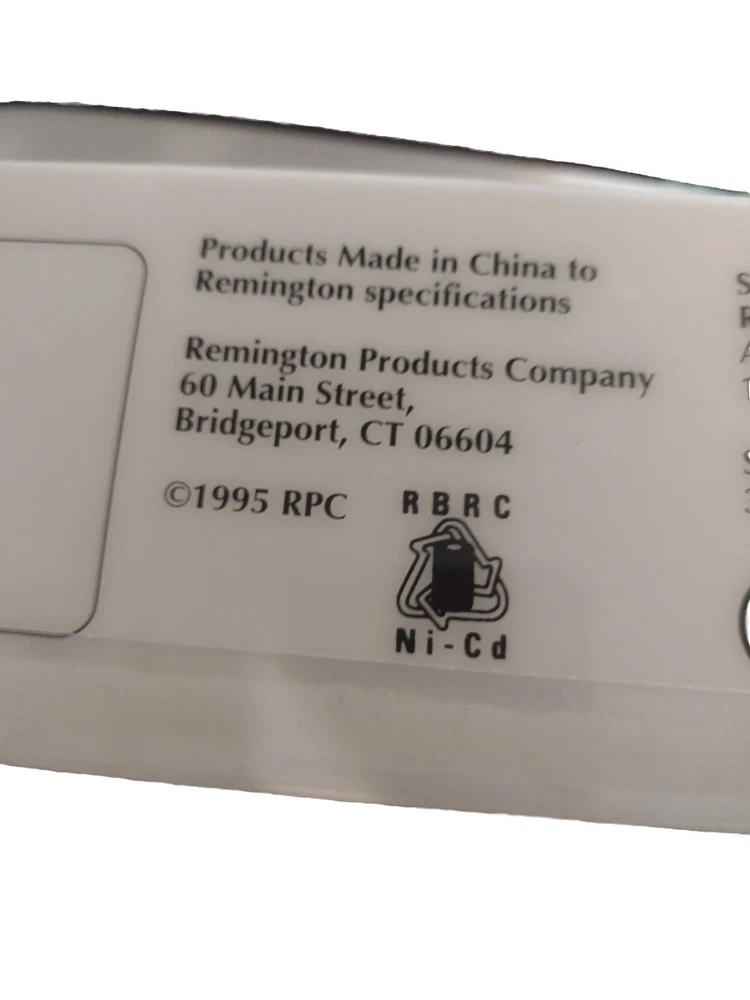 Products Made in China to
Remington specifications
Remington Products Company
60 Main Street,
Bridgeport, CT 06604
©1995 RPC
RBRC
Ni-Cd